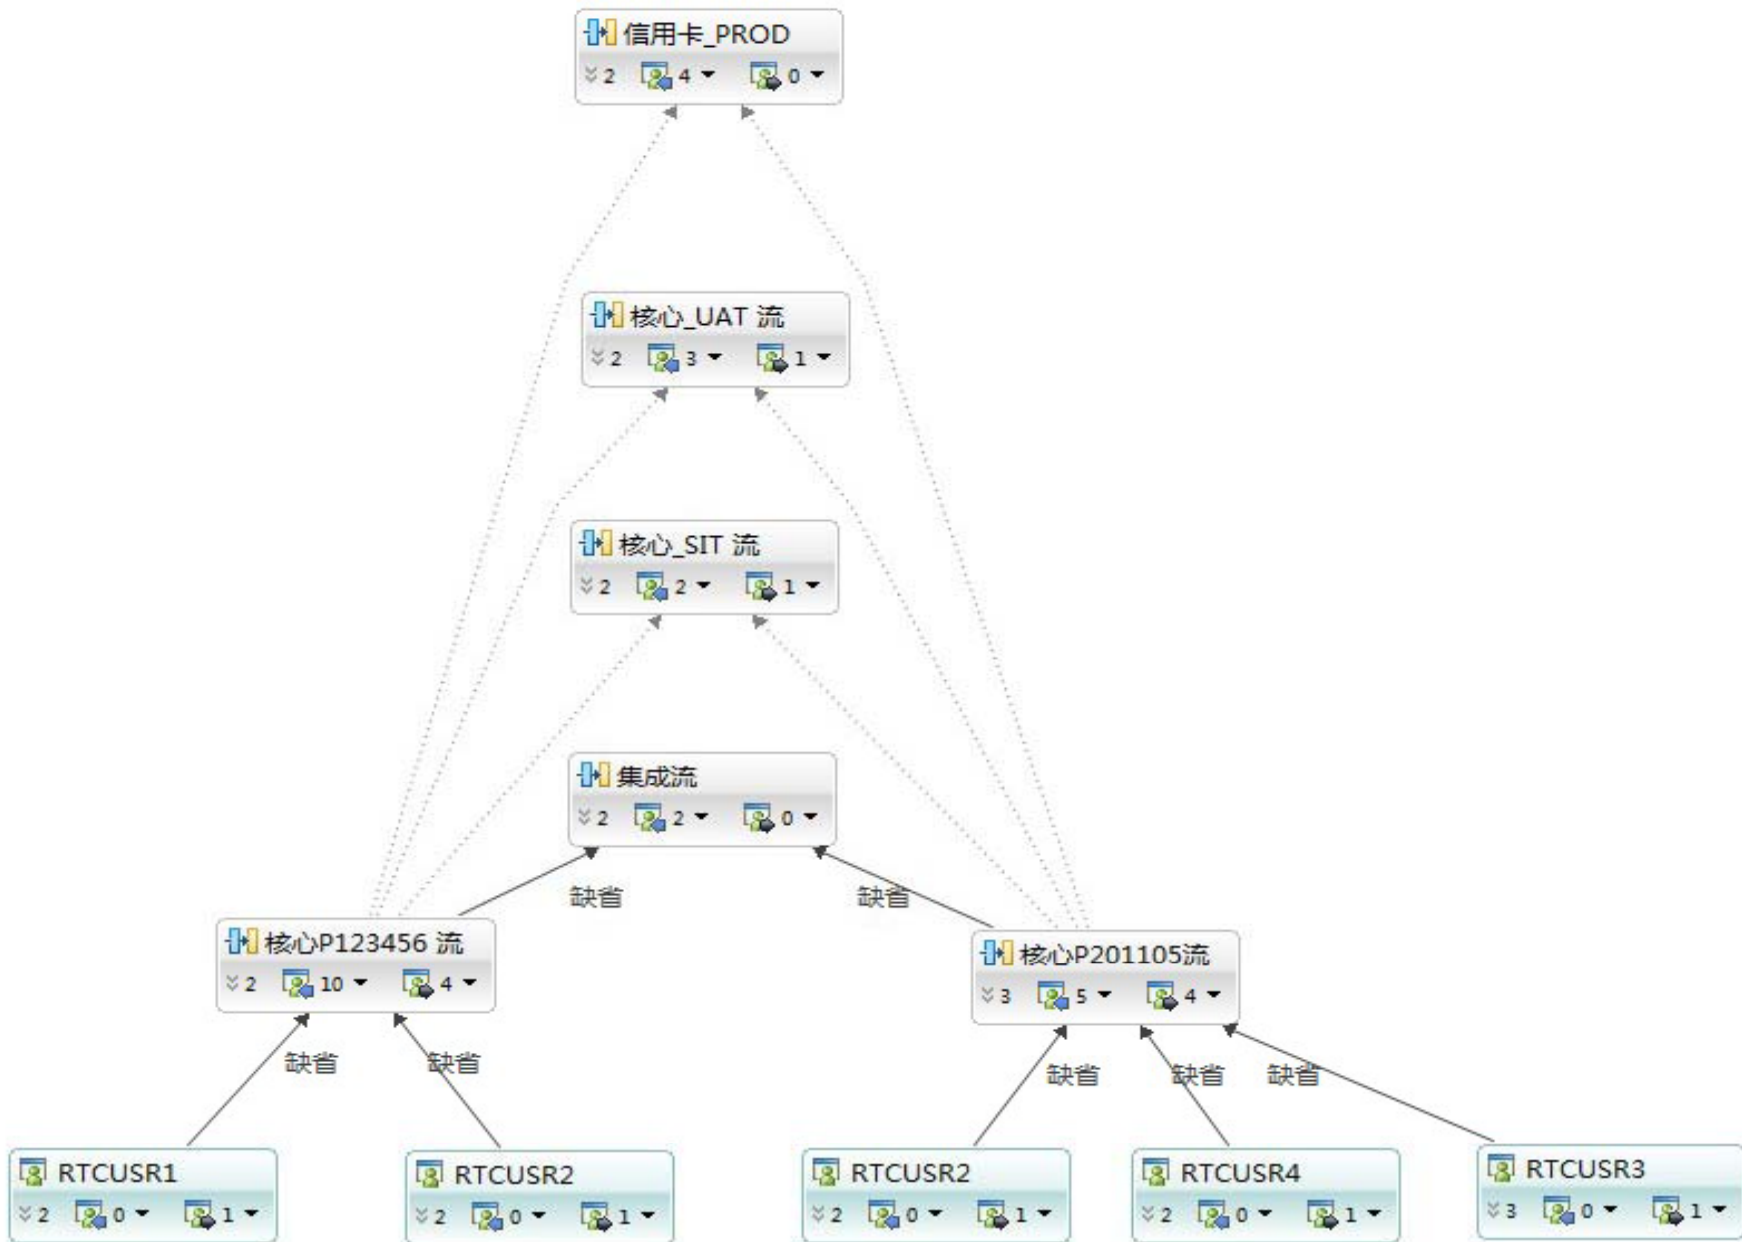 信用卡_PROD
2 4 0
核心_UAT 流
2 3 1
核心_SIT 流
2 2 1
集成流
2 2 0
缺省 缺省
核心P123456 流
2 10 4
核心P201105流
3 5 4
缺省 缺省 缺省 缺省 缺省
RTCUSR1
2 0 1
RTCUSR2
2 0 1
RTCUSR2
2 0 1
RTCUSR4
2 0 1
RTCUSR3
3 0 1